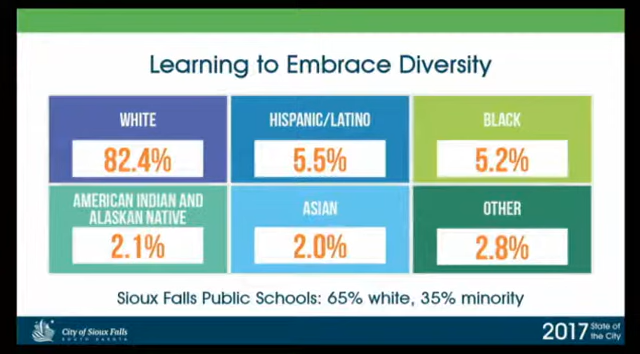 Learning to Embrace Diversity
WHITE
82.4%
HISPANIC/LATINO
5.5%
BLACK
5.2%
AMERICAN INDIAN AND
ALASKAN NATIVE
2.1%
ASIAN
2.0%
OTHER
2.8%
Sioux Falls Public Schools: 65% white, 35% minority
City of Sioux Falls
SOUTH DAKOTA
2017 State of
the City